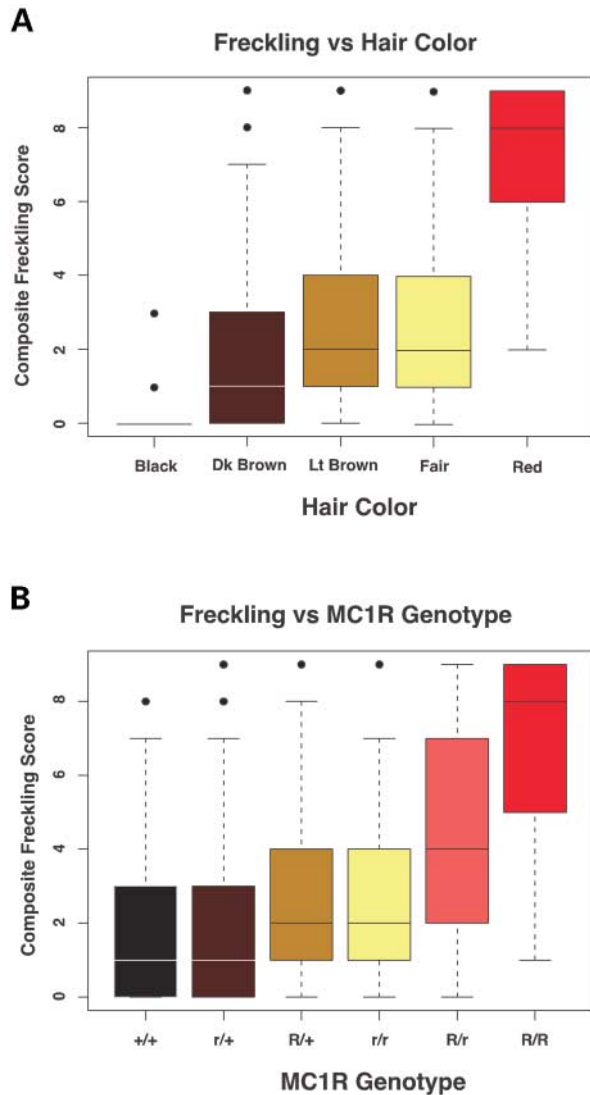 A
Freckling vs Hair Color
Composite Freckling Score
8
6
4
2
0
Black Dk Brown Lt Brown Fair Red
Hair Color
B
Freckling vs MC1R Genotype
Composite Freckling Score
8
6
4
2
0
+/+ r/+ R/+ r/r R/r R/R
MC1R Genotype